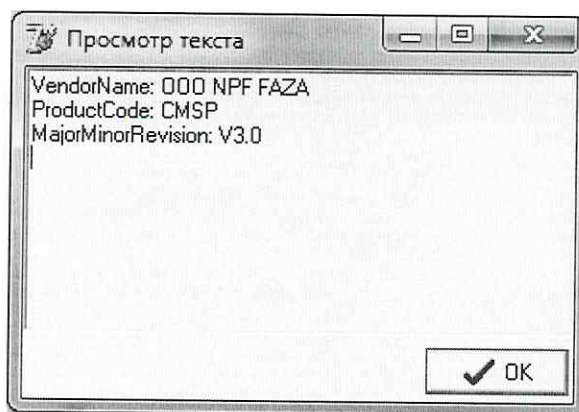 Просмотр текста
VendorName: OOO NPF FAZA
ProductCode: CMSP
MajorMinorRevision: V3.0
OK